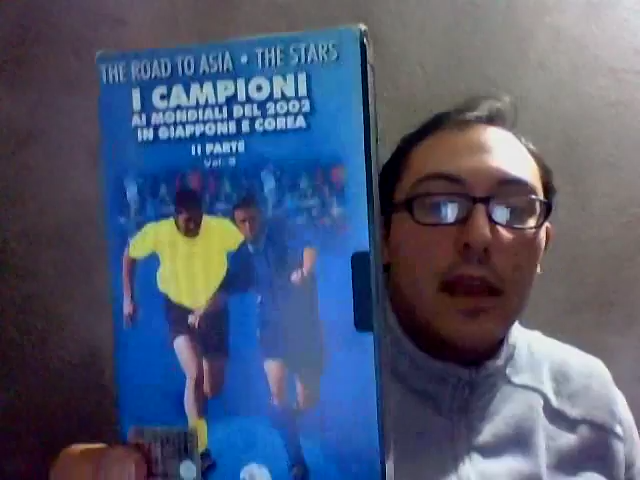 THE ROAD TO ASIA • THE STARS
I CAMPIONI
AI MONDIALI DEL 2002
IN GIAPPONE E COREA
II PARTE